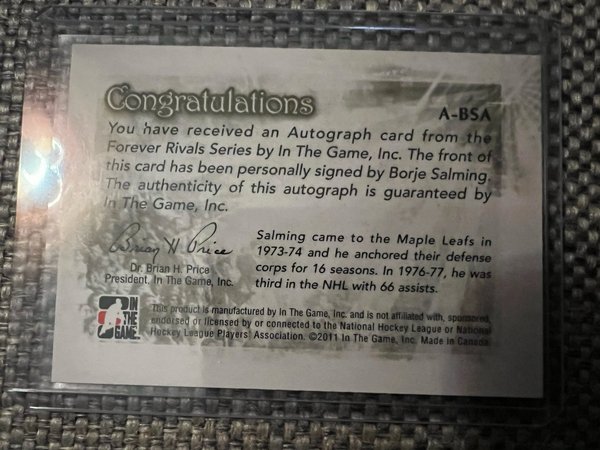 Congratulations
A-BSA
You have received an Autograph card from the
Forever Rivals Series by In The Game, Inc. The front of
this card has been personally signed by Borje Salming.
The authenticity of this autograph is guaranteed by
In The Game, Inc.
Brian H. Price
Dr. Brian H. Price
President, In The Game, Inc.
Salming came to the Maple Leafs in
1973-74 and he anchored their defense
corps for 16 seasons. In 1976-77, he was
third in the NHL with 66 assists.
IN
THE
GAME
This product is manufactured by In The Game, Inc. and is not affiliated with, sponsored,
endorsed or licensed by or connected to the National Hockey League or National
Hockey League Players' Association. ©2011 In The Game, Inc. Made in Canada.